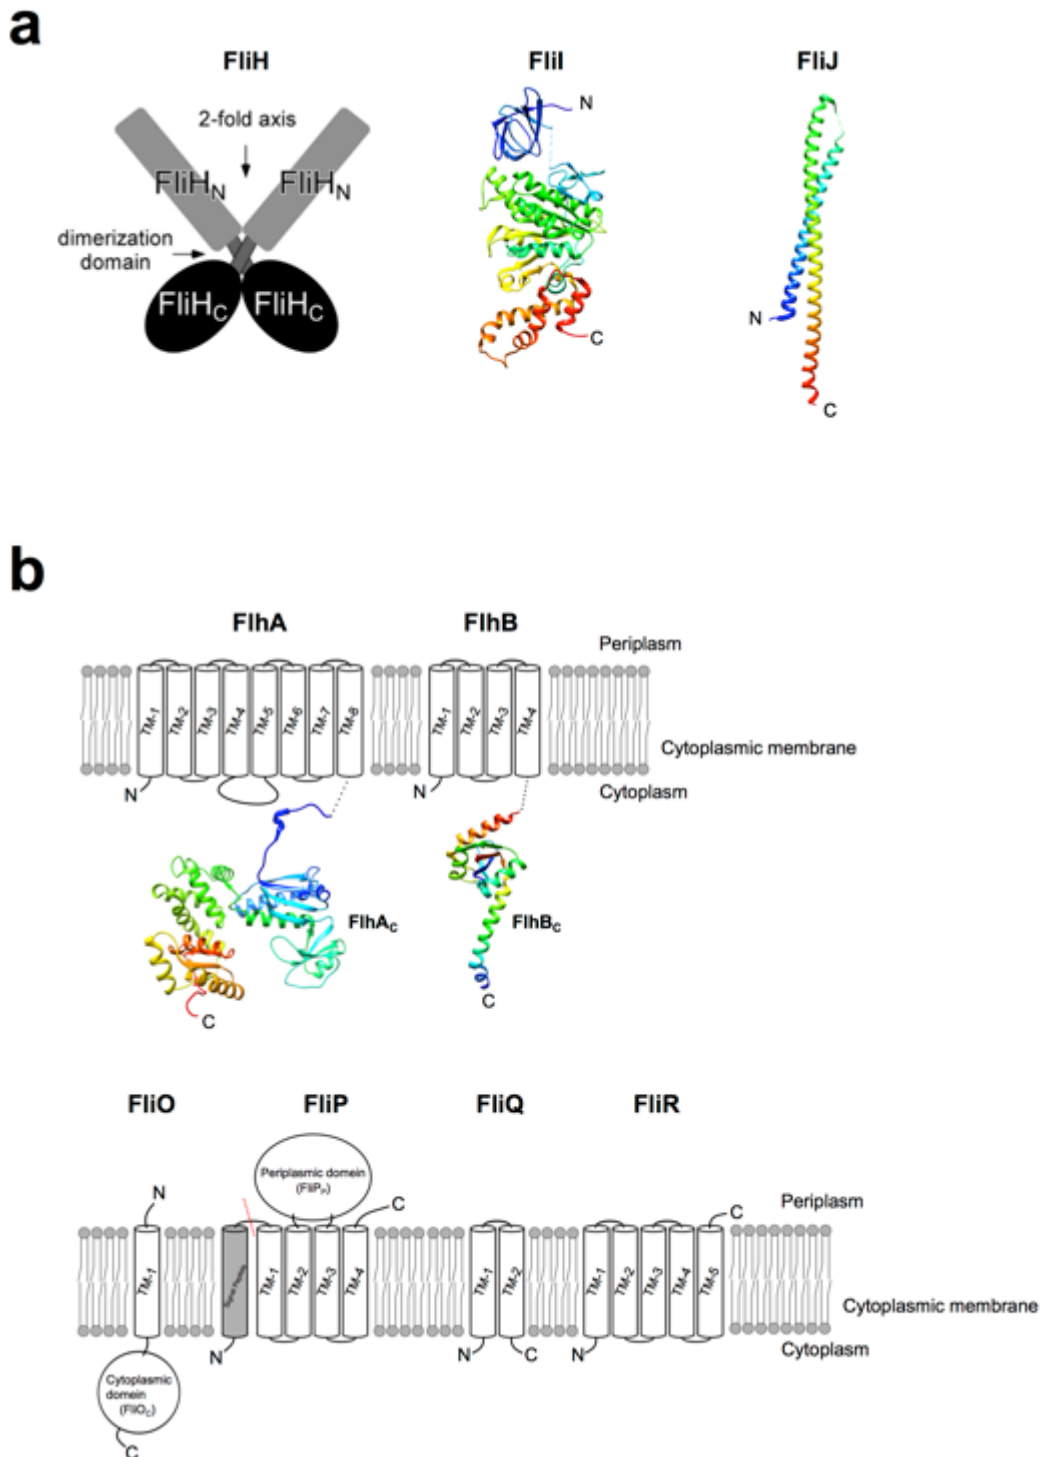 a
FliH
FliI
FliJ
2-fold axis
N
FliHN
FliHN
dimerization
domain
FliHC
FliHC
C
N
C
b
FlhA
FlhB
Periplasm
TM-1
TM-2
TM-3
TM-4
TM-5
TM-6
TM-7
TM-8
TM-1
TM-2
TM-3
TM-4
Cytoplasmic membrane
N
N
Cytoplasm
FlhAC
FlhBC
C
C
FliO
FliP
FliQ
FliR
Periplasmic domain
(FliPP)
N
C
C
Periplasm
TM-1
Signal Peptide
TM-1
TM-2
TM-3
TM-4
TM-1
TM-2
TM-1
TM-2
TM-3
TM-4
TM-5
Cytoplasmic membrane
N
N
C
N
Cytoplasm
Cytoplasmic
domain
(FliOC)
C